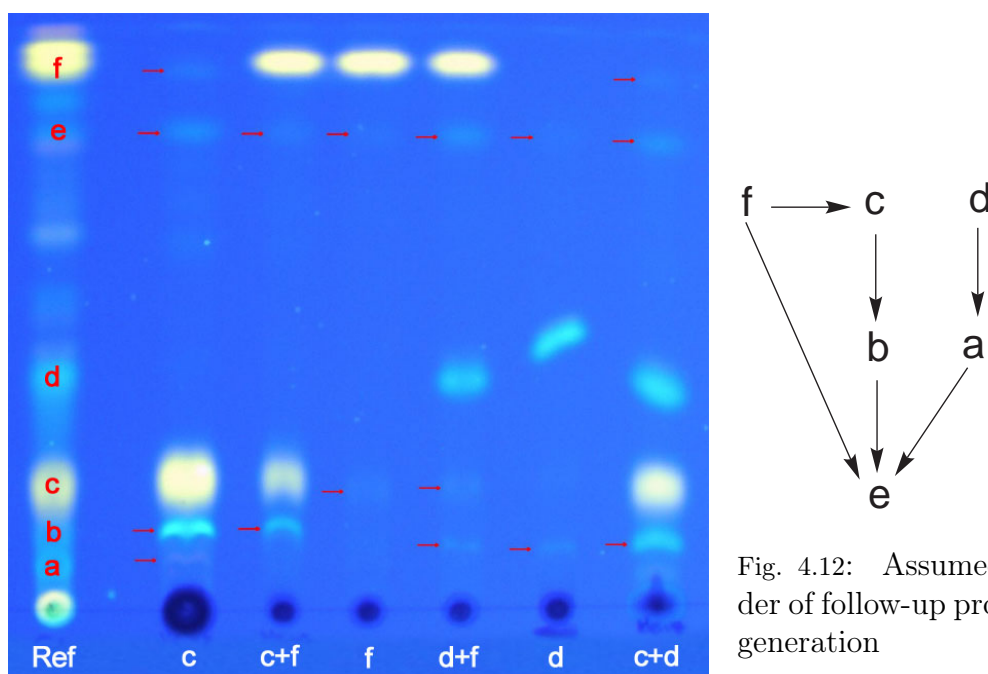 f
e
d
c
b
a
Ref c c+f f d+f d c+d
f c d
b a
e
Fig. 4.12: Assume
der of follow-up pro
generation